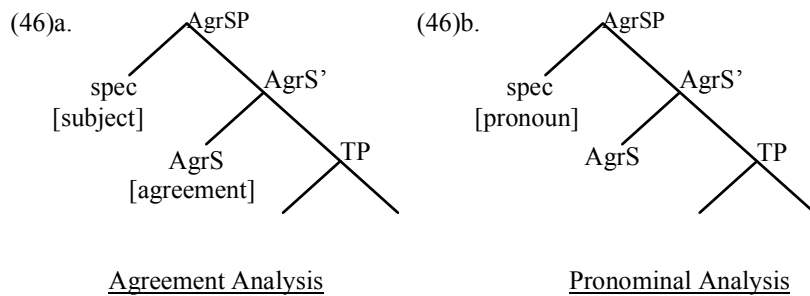 (46)a. AgrSP (46)b. AgrSP
spec AgrS’ spec AgrS’
[subject] [pronoun]
AgrS TP AgrS TP
[agreement]
Agreement Analysis Pronominal Analysis